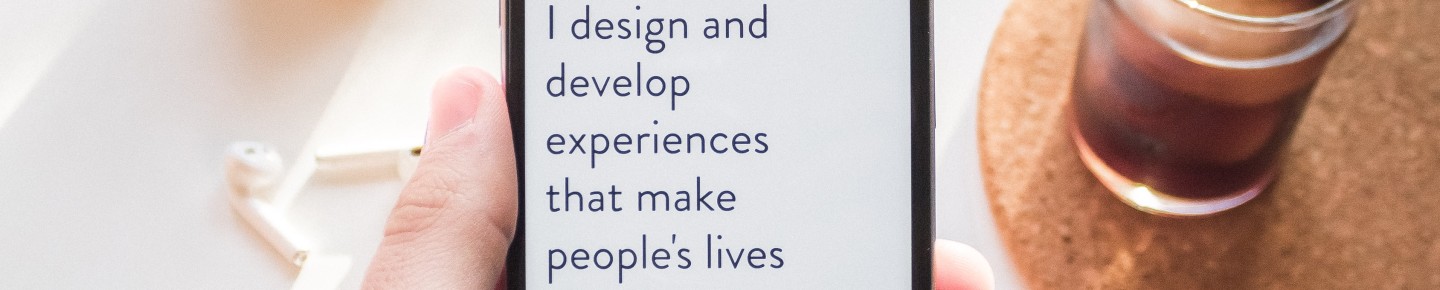 I design and
develop
experiences
that make
people's lives